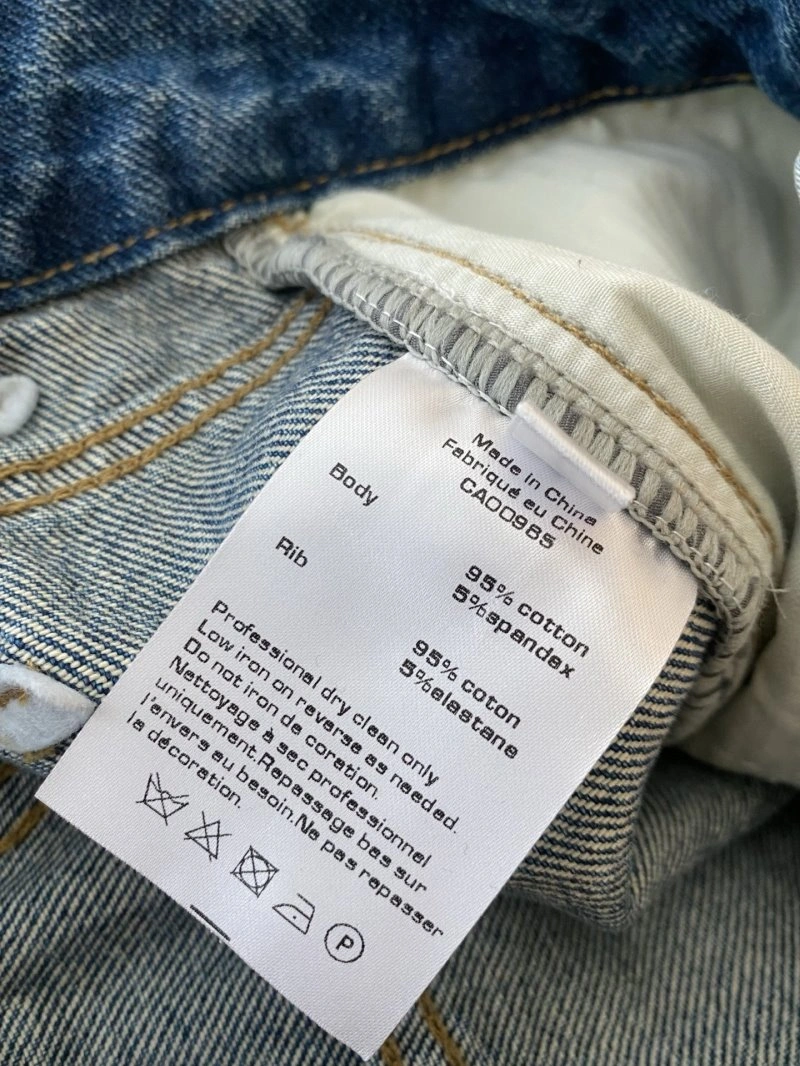 Made in China
Fabriqué eu Chine
CA00985
Body
95% cotton
5%spandex
Rib
95% coton
5%elastane
Professional dry clean only
Low iron on reverse as needed.
Do not iron de coration.
Nettoyage à sec professionnel
uniquement.Repassage bas sur
l'envers au besoin.Ne pas repasser
la décoration.
P